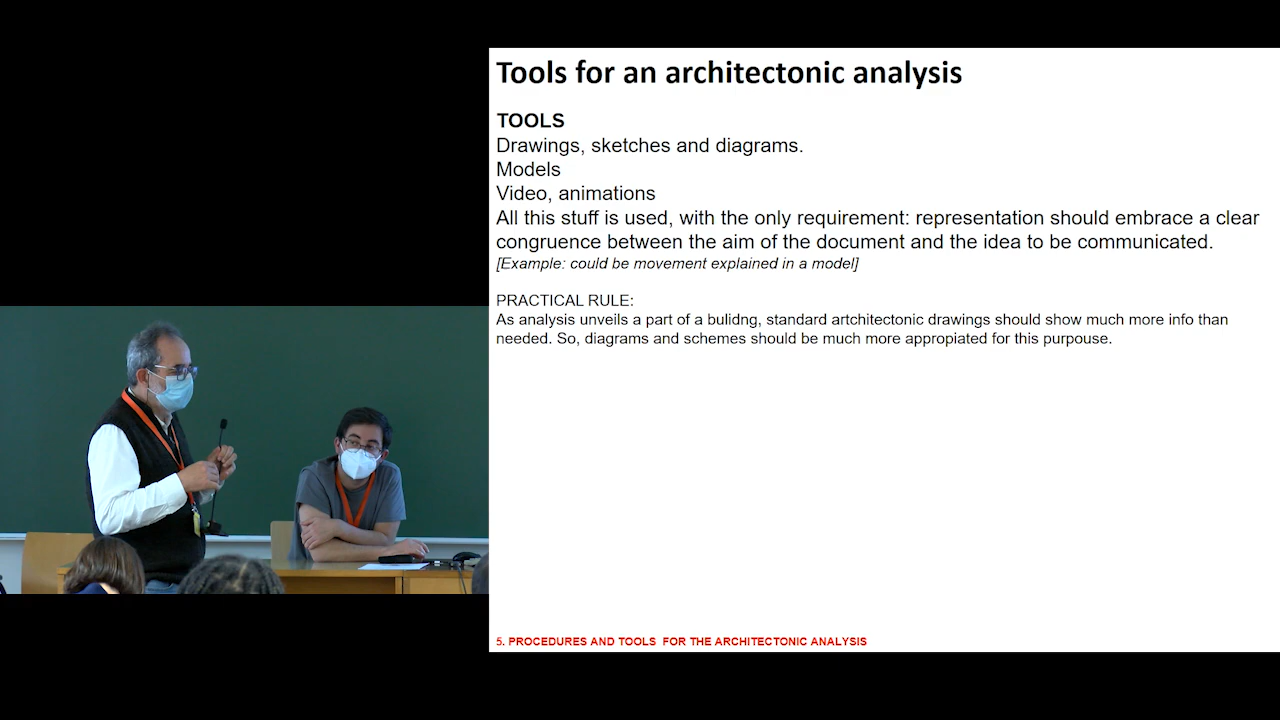 Tools for an architectonic analysis
TOOLS
Drawings, sketches and diagrams.
Models
Video, animations
All this stuff is used, with the only requirement: representation should embrace a clear
congruence between the aim of the document and the idea to be communicated.
[Example: could be movement explained in a model]
PRACTICAL RULE:
As analysis unveils a part of a bulidng, standard artchitectonic drawings should show much more info than
needed. So, diagrams and schemes should be much more appropiated for this purpouse.
5. PROCEDURES AND TOOLS  FOR THE ARCHITECTONIC ANALYSIS